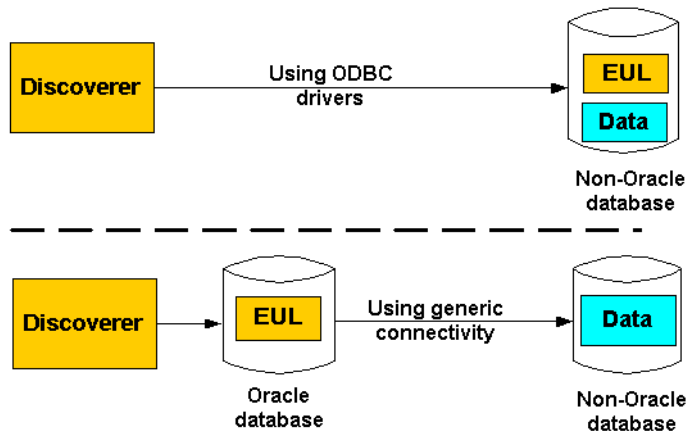 Discoverer
Using ODBC
drivers
EUL
Data
Non-Oracle
database
Discoverer
EUL
Oracle
database
Using generic
connectivity
Data
Non-Oracle
database